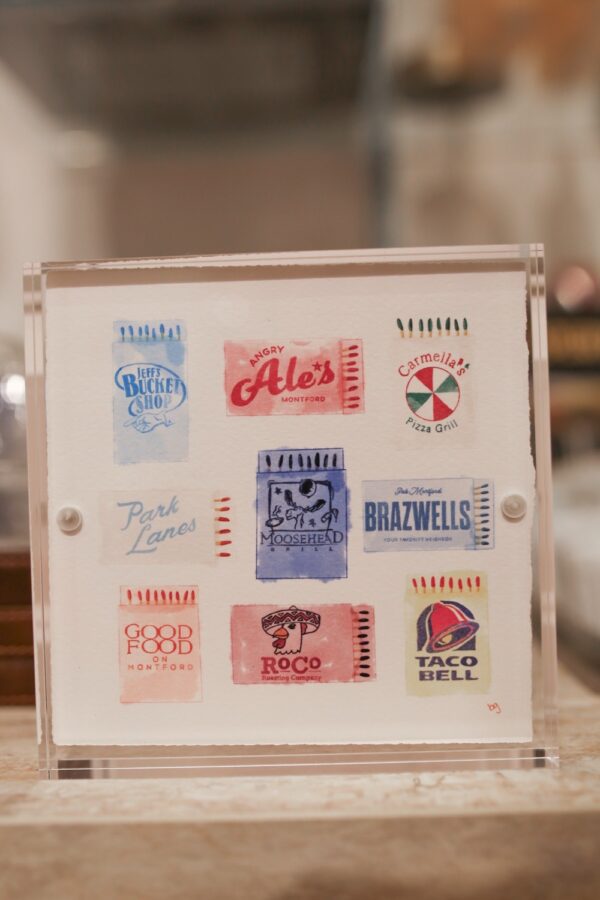 JEFF'S
BUCKET
SHOP
ANGRY
Ale's
MONTFORD
Carmella's
Pizza Grill
Park
Lanes
MOOSEHEAD
GRILL
BRAZWELLS
GOOD
FOOD
ON
MONTFORD
RoCo
Roasting Company
TACO
BELL
bg